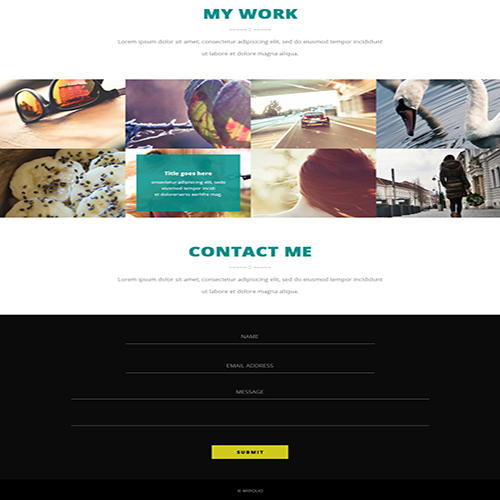 MY WORK
Lorem ipsum dolor sit amet, consectetur adipisicing elit, sed do eiusmod tempor incididunt
ut labore et dolore magna aliqua.
Title goes here
consectetur adipisicing elit, sedo
eiusmod tempor incidi
et doloremanro aerhfre mag.
CONTACT ME
Lorem ipsum dolor sit amet, consectetur adipisicing elit, sed do eiusmod tempor incididunt
ut labore et dolore magna aliqua.
NAME
EMAIL ADDRESS
MESSAGE
SUBMIT
© MYFOLIO